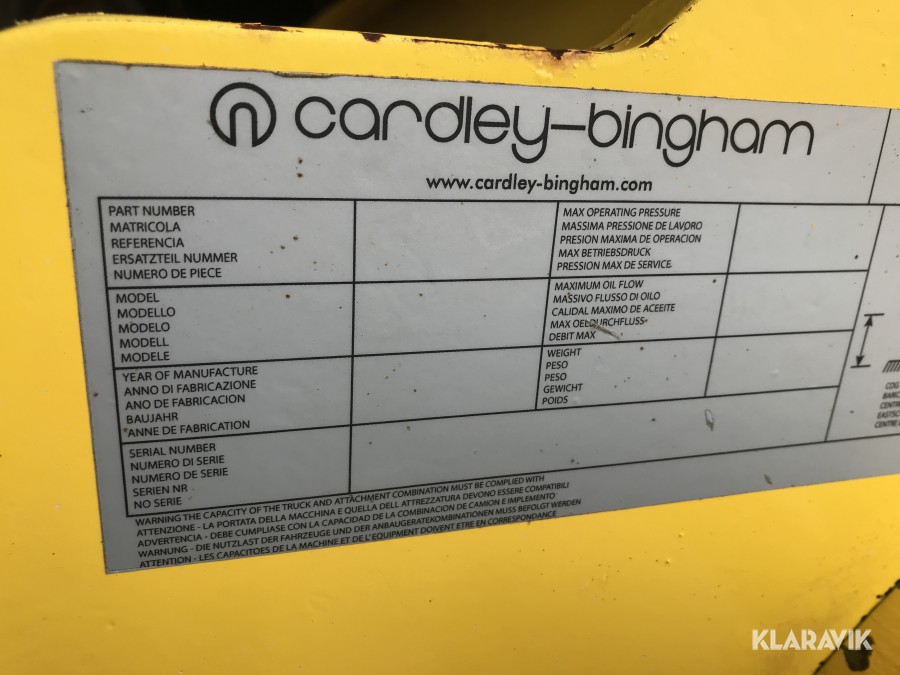 cardley-bingham
www.cardley-bingham.com
PART NUMBER
MATRICOLA
REFERENCIA
ERSATZTEIL NUMMER
NUMERO DE PIECE
MAX OPERATING PRESSURE
MASSIMA PRESSIONE DE LAVORO
PRESION MAXIMA DE OPERACION
MAX BETRIEBSDRUCK
PRESSION MAX DE SERVICE
MODEL
MODELLO
MODELO
MODELL
MODELE
MAXIMUM OIL FLOW
MASSIVO FLUSSO DI OILO
CALIDAL MAXIMO DE ACEEITE
MAX OELDURCHFLUSS
DEBIT MAX
YEAR OF MANUFACTURE
ANNO DI FABRICAZIONE
ANO DE FABRICACION
BAUJAHR
ANNE DE FABRICATION
WEIGHT
PESO
PESO
GEWICHT
POIDS
COG
SERIAL NUMBER
NUMERO DI SERIE
NUMERO DE SERIE
SERIEN NR
NO SERIE
WARNING THE CAPACITY OF THE TRUCK AND ATTACHMENT COMBINATION MUST BE COMPLIED WITH
ATTENZIONE - LA PORTATA DELLA MACCHINA E QUELLA DELL ATTREZZATURA DEVONO ESSERE COMPATIBILI
ADVERTENCIA - DEBE CUMPLIASE CON LA CAPACIDAD DE LA COMBINACION DE CAMION E IMPLEMENTO
WARNUNG - DIE NUTZLAST DER FAHRZEUGE UND DER ANBAUGERATEKOMBINATIONEN MUSS BEFOLGT WERDEN
ATTENTION - LES CAPACITOES DE LA MACHINE ET DE L'EQUIPMENT DOIVENT ETRE EN CORRESPONDANCE
KLARAVIK